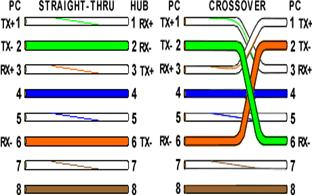 PC STRAIGHT-THRU HUB PC CROSSOVER PC
TX+1 1 RX+ TX+1 1 TX+
TX- 2 2 RX- TX- 2 2 TX-
RX+3 3 TX+ RX+3 3 RX+
4 4 4 4
5 5 5 5
RX- 6 6 TX- RX- 6 6 RX-
7 7 7 7
8 8 8 8